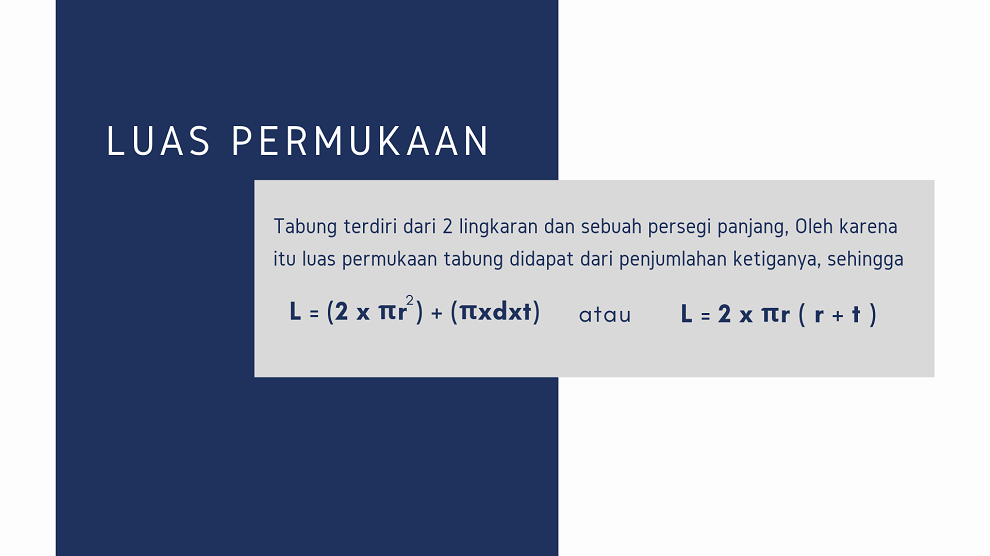 LUAS PERMUKAAN
Tabung terdiri dari 2 lingkaran dan sebuah persegi panjang, Oleh karena
itu luas permukaan tabung didapat dari penjumlahan ketiganya, sehingga
L = (2 x πr²) + (πxdxt) atau L = 2 x πr ( r + t )